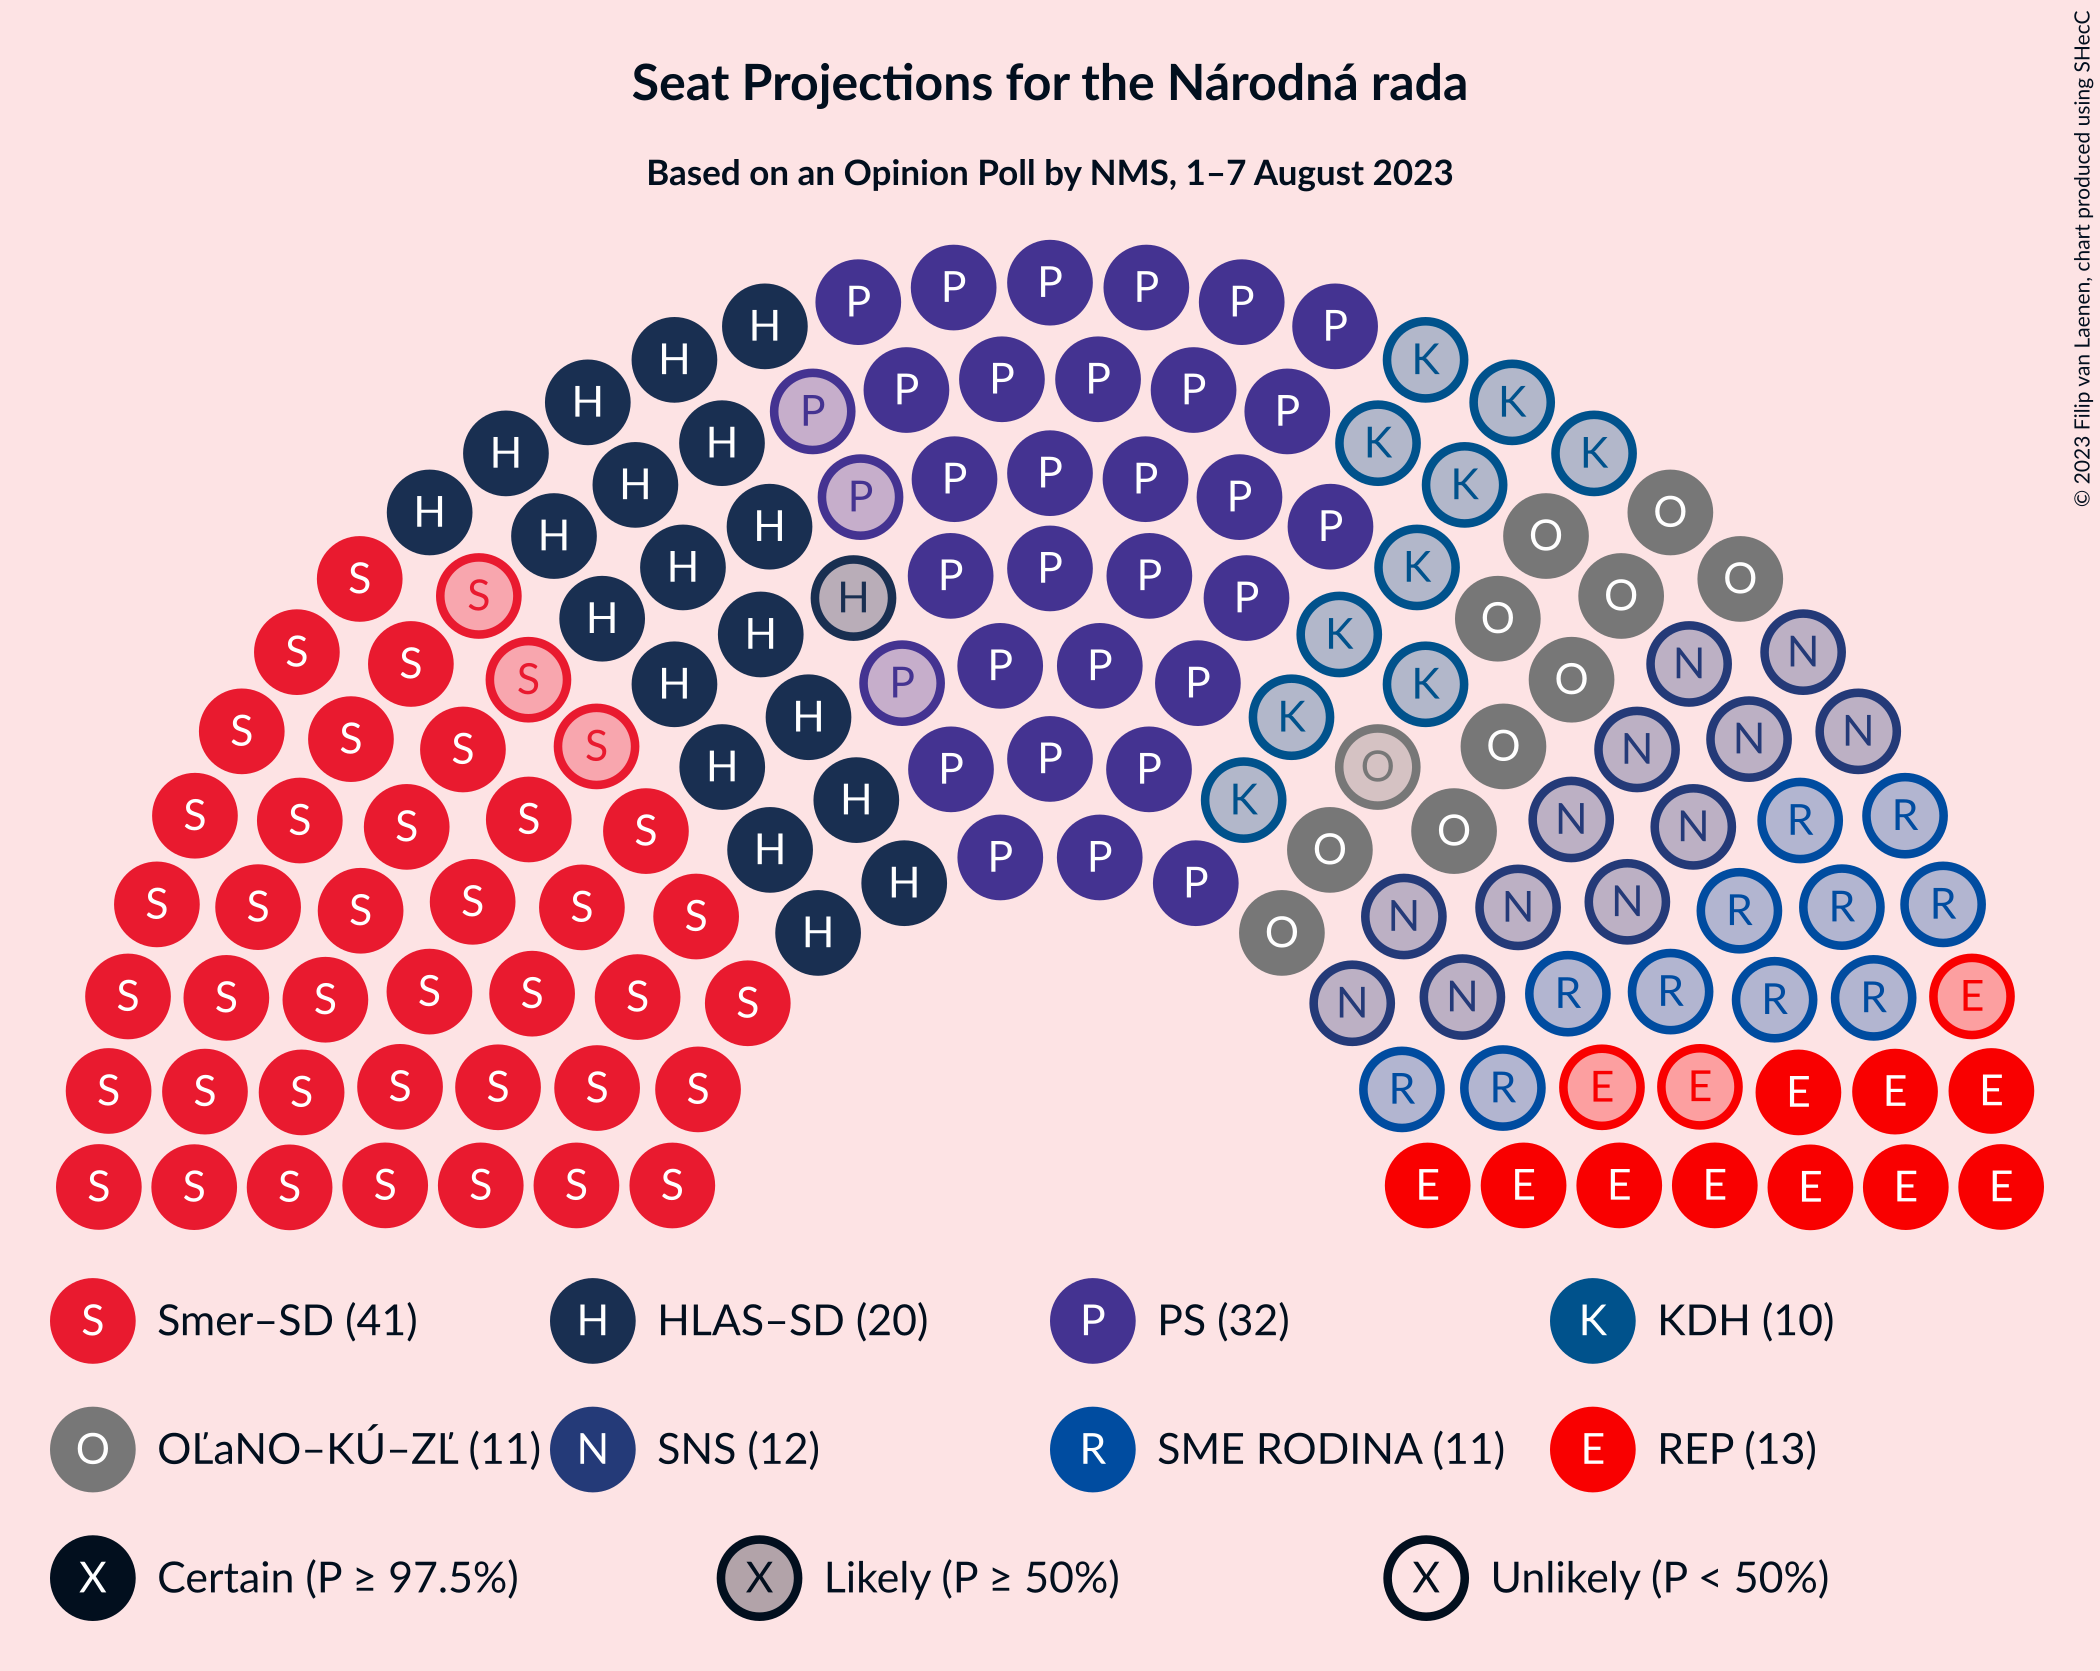 Seat Projections for the Národná rada
Based on an Opinion Poll by NMS, 1–7 August 2023
© 2023 Filip van Laenen, chart produced using SHecC
P P P P P
H P
H K
P P P P
H P P K
H K
H K
P P P
H P P P K
H H K
H O
H O
P P P
S H H P K O
S S H H K O O
H P P
S S S H P P K K O N N
H K
S S S S H P P P O O N N N
S S S S S H H K O O N N R R
H P P P
S S S S S S H O N N N R R R
S S S S S S S N N R R R R E
S S S S S S S R R E E E E E
S S S S S S S E E E E E E E
S Smer–SD (41) H HLAS–SD (20) P PS (32) K KDH (10)
O OĽaNO–KÚ–ZĽ (11) N SNS (12) R SME RODINA (11) E REP (13)
X Certain (P ≥ 97.5%) X Likely (P ≥ 50%) X Unlikely (P < 50%)